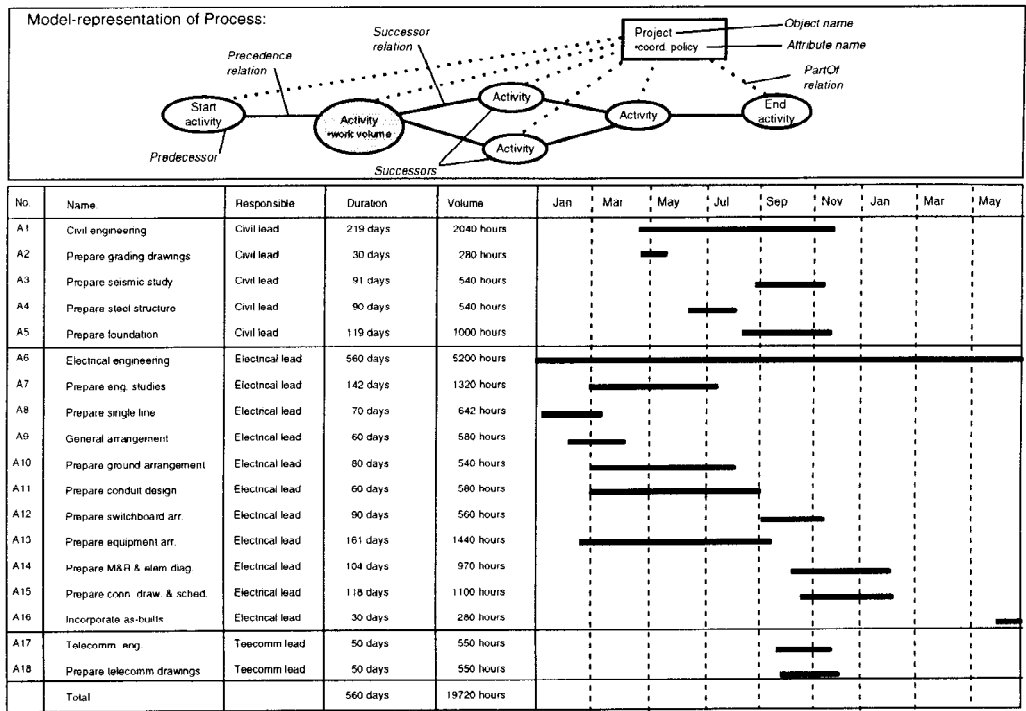 Model-representation of Process:
Project
•coord. policy
Object name
Attribute name
Successor
relation
Precedence
relation
PartOf
relation
Start
activity
Activity
•work volume
Activity
Activity
Activity
End
activity
Predecessor
Successors
No. Name. Responsible Duration Volume Jan Mar May Jul Sep Nov Jan Mar May
A1 Civil engineering Civil lead 219 days 2040 hours
A2 Prepare grading drawings Civil lead 30 days 280 hours
A3 Prepare seismic study Civil lead 91 days 540 hours
A4 Prepare steel structure Civil lead 90 days 540 hours
A5 Prepare foundation Civil lead 119 days 1000 hours
A6 Electrical engineering Electrical lead 560 days 5200 hours
A7 Prepare eng. studies Electrical lead 142 days 1320 hours
A8 Prepare single line Electrical lead 70 days 642 hours
A9 General arrangement Electrical lead 60 days 580 hours
A10 Prepare ground arrangement Electrical lead 80 days 540 hours
A11 Prepare conduit design Electrical lead 60 days 580 hours
A12 Prepare switchboard arr. Electrical lead 90 days 560 hours
A13 Prepare equipment arr. Electrical lead 161 days 1440 hours
A14 Prepare M&R & elem diag. Electrical lead 104 days 970 hours
A15 Prepare conn. draw. & sched. Electrical lead 118 days 1100 hours
A16 Incorporate as-builts Electrical lead 30 days 280 hours
A17 Telecomm. eng. Teecomm lead 50 days 550 hours
A18 Prepare telecomm drawings Teecomm lead 50 days 550 hours
Total 560 days 19720 hours